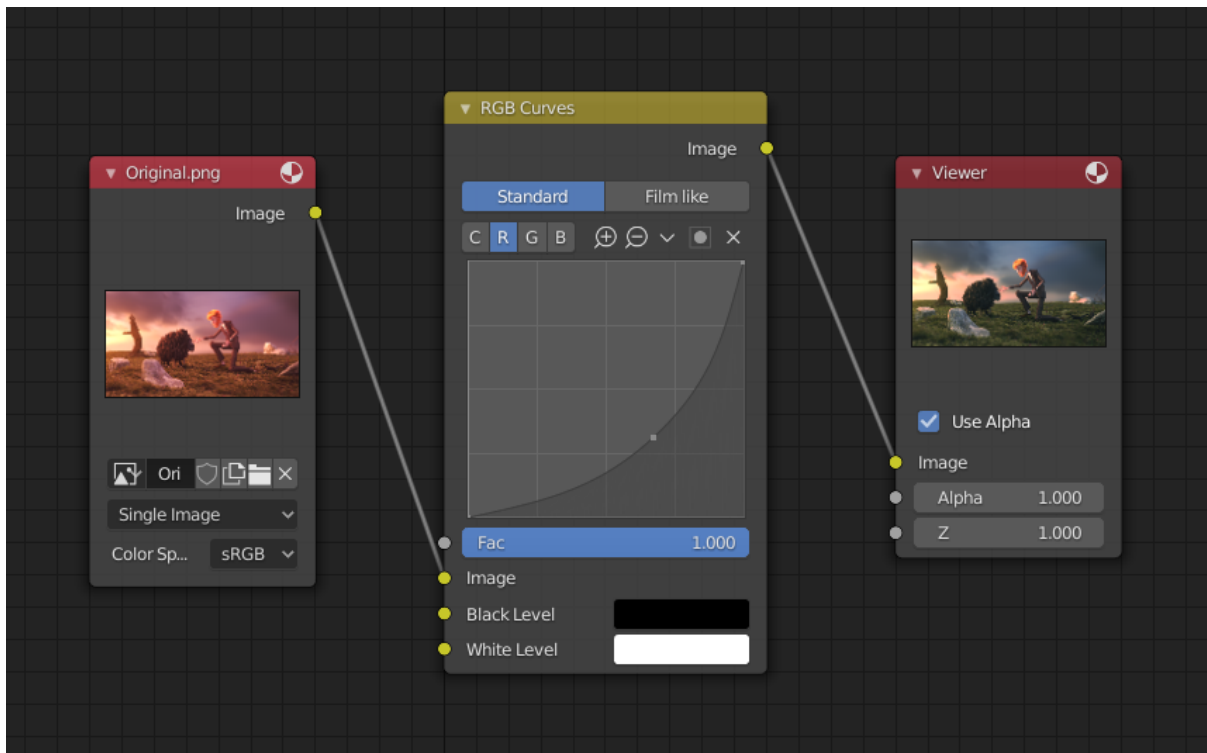 Original.png
Image
Ori
Single Image
Color Sp... sRGB
RGB Curves
Image
Standard Film like
C R G B
Fac 1.000
Image
Black Level
White Level
Viewer
Use Alpha
Image
Alpha 1.000
Z 1.000